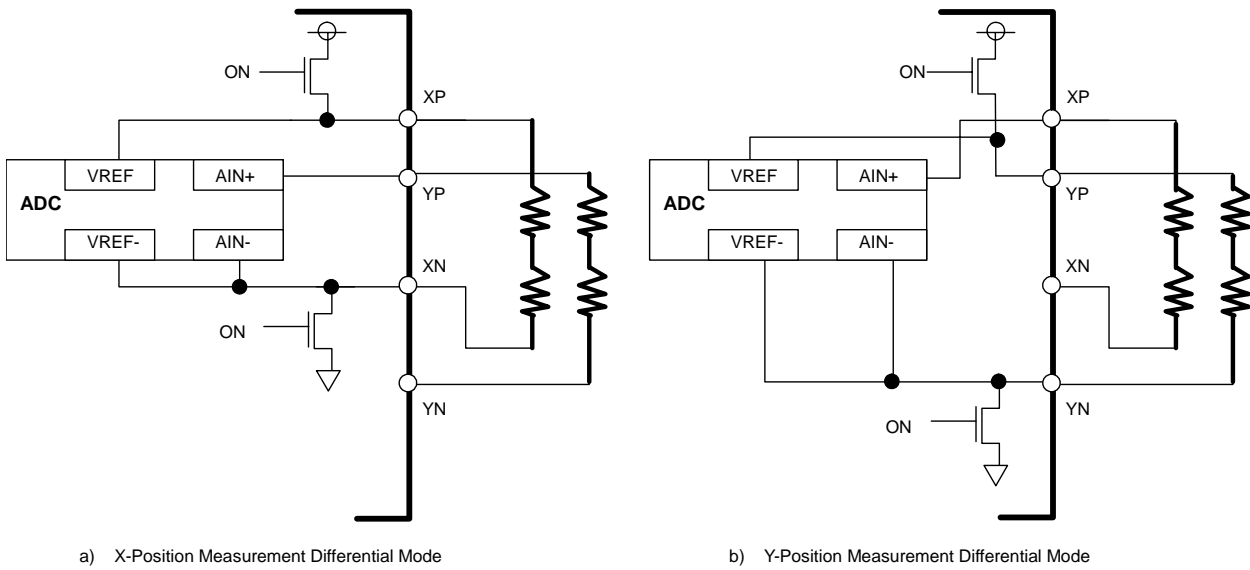 ON
XP
VREF
AIN+
YP
ADC
VREF-
AIN-
XN
ON
YN
a) X-Position Measurement Differential Mode
ON
XP
VREF
AIN+
YP
ADC
VREF-
AIN-
XN
YN
ON
b) Y-Position Measurement Differential Mode